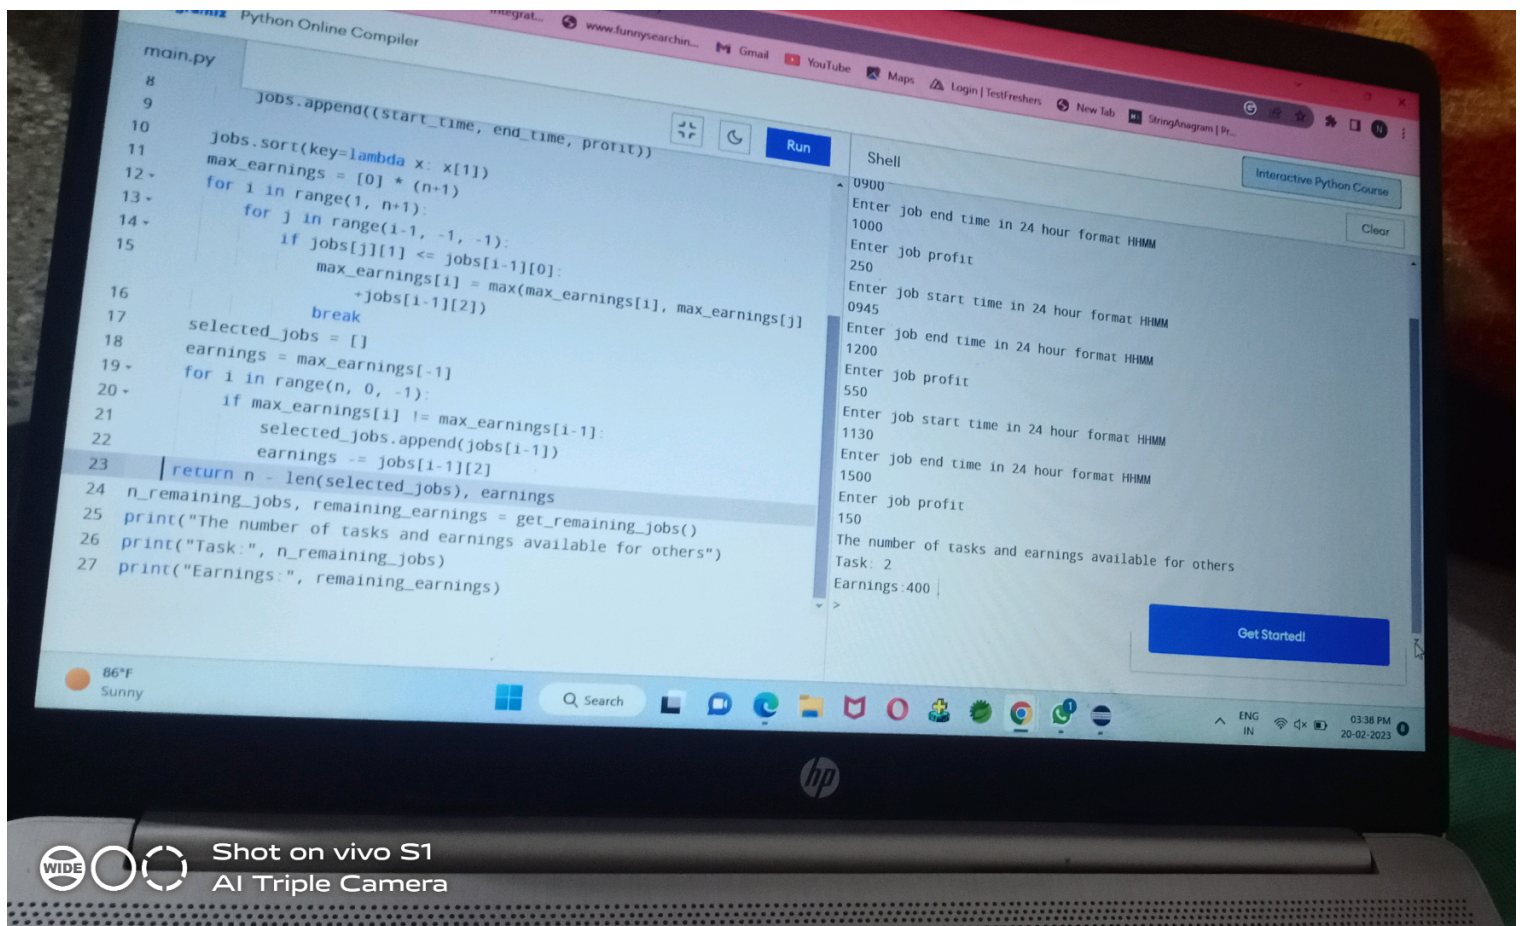 Python Online Compiler
www.funnysearchin...
Gmail
YouTube
Maps
Login | TestFreshers
New Tab
StringAnagram | Pr...
main.py
Run
Shell
Interactive Python Course
Clear
8
9 jobs.append((start_time, end_time, profit))
10 jobs.sort(key=lambda x: x[1])
11 max_earnings = [0] * (n+1)
12 for i in range(1, n+1):
13 for j in range(i-1, -1, -1):
14 if jobs[j][1] <= jobs[i-1][0]:
15 max_earnings[i] = max(max_earnings[i], max_earnings[j]
+jobs[i-1][2])
16 break
17 selected_jobs = []
18 earnings = max_earnings[-1]
19 for i in range(n, 0, -1):
20 if max_earnings[i] != max_earnings[i-1]:
21 selected_jobs.append(jobs[i-1])
22 earnings -= jobs[i-1][2]
23 return n - len(selected_jobs), earnings
24 n_remaining_jobs, remaining_earnings = get_remaining_jobs()
25 print("The number of tasks and earnings available for others")
26 print("Task:", n_remaining_jobs)
27 print("Earnings:", remaining_earnings)
0900
Enter job end time in 24 hour format HHMM
1000
Enter job profit
250
Enter job start time in 24 hour format HHMM
0945
Enter job end time in 24 hour format HHMM
1200
Enter job profit
550
Enter job start time in 24 hour format HHMM
1130
Enter job end time in 24 hour format HHMM
1500
Enter job profit
150
The number of tasks and earnings available for others
Task: 2
Earnings:400
>
Get Started!
86°F
Sunny
Search
1
ENG
IN
03:38 PM
20-02-2023
hp
WIDE
Shot on vivo S1
AI Triple Camera